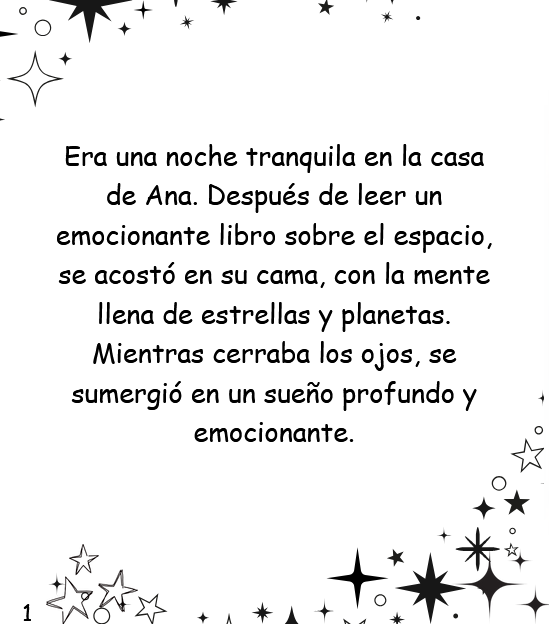 Era una noche tranquila en la casa
de Ana. Después de leer un
emocionante libro sobre el espacio,
se acostó en su cama, con la mente
llena de estrellas y planetas.
Mientras cerraba los ojos, se
sumergió en un sueño profundo y
emocionante.
1